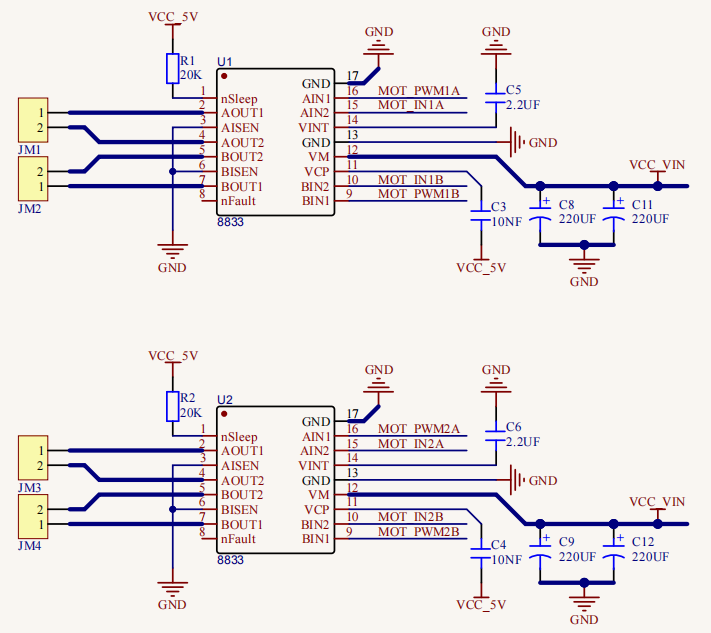 VCC_5V
GND
GND
R1
20K
U1
17
GND
1
nSleep
AIN1
16
MOT_PWM1A
C5
2.2UF
1
2
AOUT1
AIN2
15
MOT_IN1A
2
3
AISEN
VINT
14
JM1
4
AOUT2
GND
13
GND
5
BOUT2
VM
12
VCC_VIN
2
6
BISEN
VCP
11
1
7
BOUT1
BIN2
10
MOT_IN1B
JM2
8
nFault
BIN1
9
MOT_PWM1B
8833
C3
10NF
C8
220UF
C11
220UF
GND
VCC_5V
GND
VCC_5V
GND
GND
R2
20K
U2
17
GND
1
nSleep
AIN1
16
MOT_PWM2A
C6
2.2UF
1
2
AOUT1
AIN2
15
MOT_IN2A
2
3
AISEN
VINT
14
JM3
4
AOUT2
GND
13
GND
5
BOUT2
VM
12
VCC_VIN
2
6
BISEN
VCP
11
1
7
BOUT1
BIN2
10
MOT_IN2B
JM4
8
nFault
BIN1
9
MOT_PWM2B
8833
C4
10NF
C9
220UF
C12
220UF
GND
VCC_5V
GND